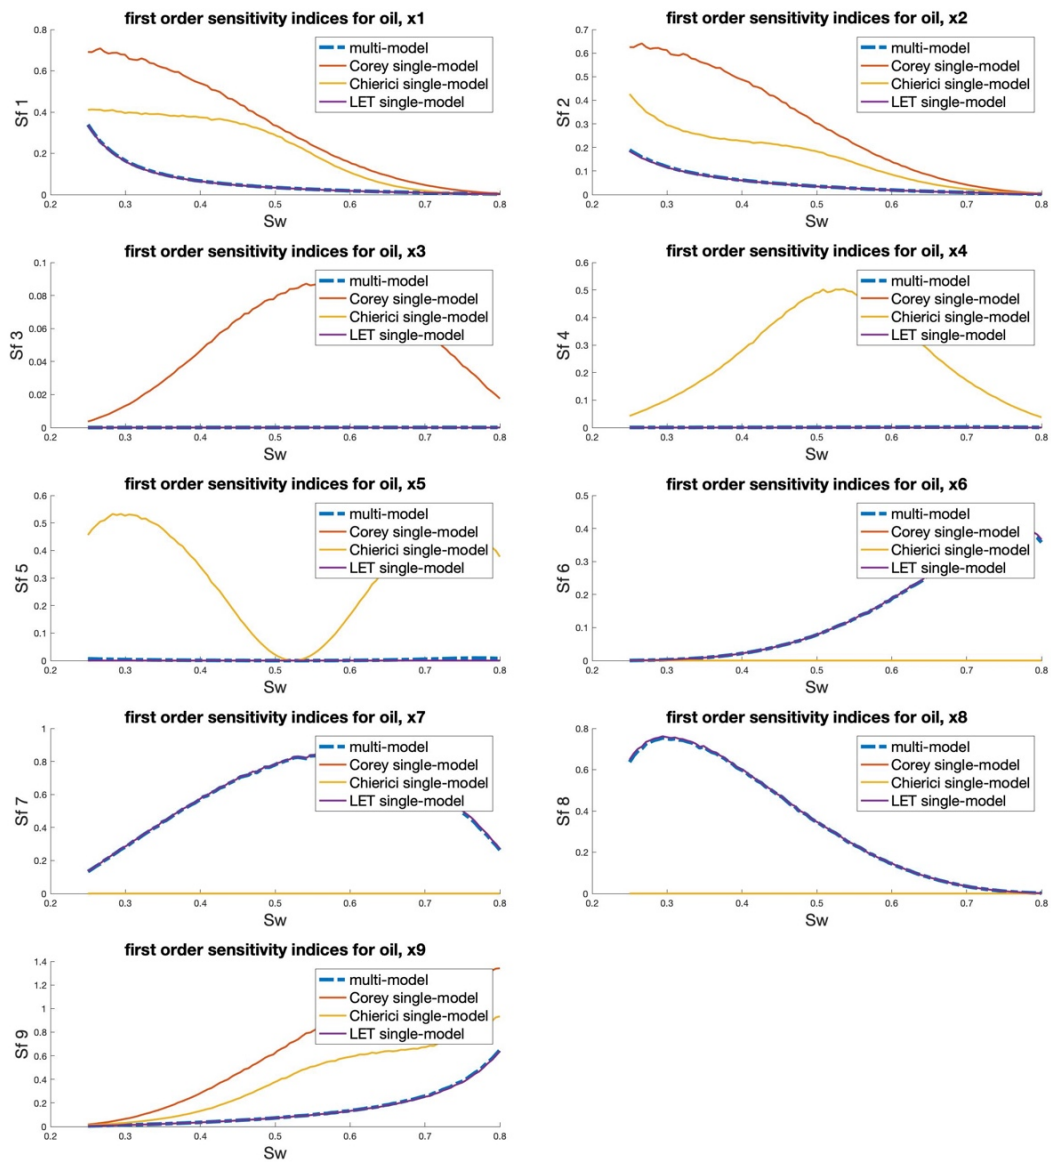 first order sensitivity indices for oil, x1
0.8
0.6
0.4
0.2
0
Sf 1
multi-model
Corey single-model
Chierici single-model
LET single-model
0.2 0.3 0.4 0.5 0.6 0.7 0.8
Sw
first order sensitivity indices for oil, x2
0.7
0.6
0.5
0.4
0.3
0.2
0.1
0
Sf 2
multi-model
Corey single-model
Chierici single-model
LET single-model
0.2 0.3 0.4 0.5 0.6 0.7 0.8
Sw
first order sensitivity indices for oil, x3
0.1
0.08
0.06
0.04
0.02
0
Sf 3
multi-model
Corey single-model
Chierici single-model
LET single-model
0.2 0.3 0.4 0.5 0.6 0.7 0.8
Sw
first order sensitivity indices for oil, x4
0.6
0.5
0.4
0.3
0.2
0.1
0
Sf 4
multi-model
Corey single-model
Chierici single-model
LET single-model
0.2 0.3 0.4 0.5 0.6 0.7 0.8
Sw
first order sensitivity indices for oil, x5
0.6
0.5
0.4
0.3
0.2
0.1
0
Sf 5
multi-model
Corey single-model
Chierici single-model
LET single-model
0.2 0.3 0.4 0.5 0.6 0.7 0.8
Sw
first order sensitivity indices for oil, x6
0.5
0.4
0.3
0.2
0.1
0
Sf 6
multi-model
Corey single-model
Chierici single-model
LET single-model
0.2 0.3 0.4 0.5 0.6 0.7 0.8
Sw
first order sensitivity indices for oil, x7
1
0.8
0.6
0.4
0.2
0
Sf 7
multi-model
Corey single-model
Chierici single-model
LET single-model
0.2 0.3 0.4 0.5 0.6 0.7 0.8
Sw
first order sensitivity indices for oil, x8
0.8
0.6
0.4
0.2
0
Sf 8
multi-model
Corey single-model
Chierici single-model
LET single-model
0.2 0.3 0.4 0.5 0.6 0.7 0.8
Sw
first order sensitivity indices for oil, x9
1.4
1.2
1
0.8
0.6
0.4
0.2
0
Sf 9
multi-model
Corey single-model
Chierici single-model
LET single-model
0.2 0.3 0.4 0.5 0.6 0.7 0.8
Sw